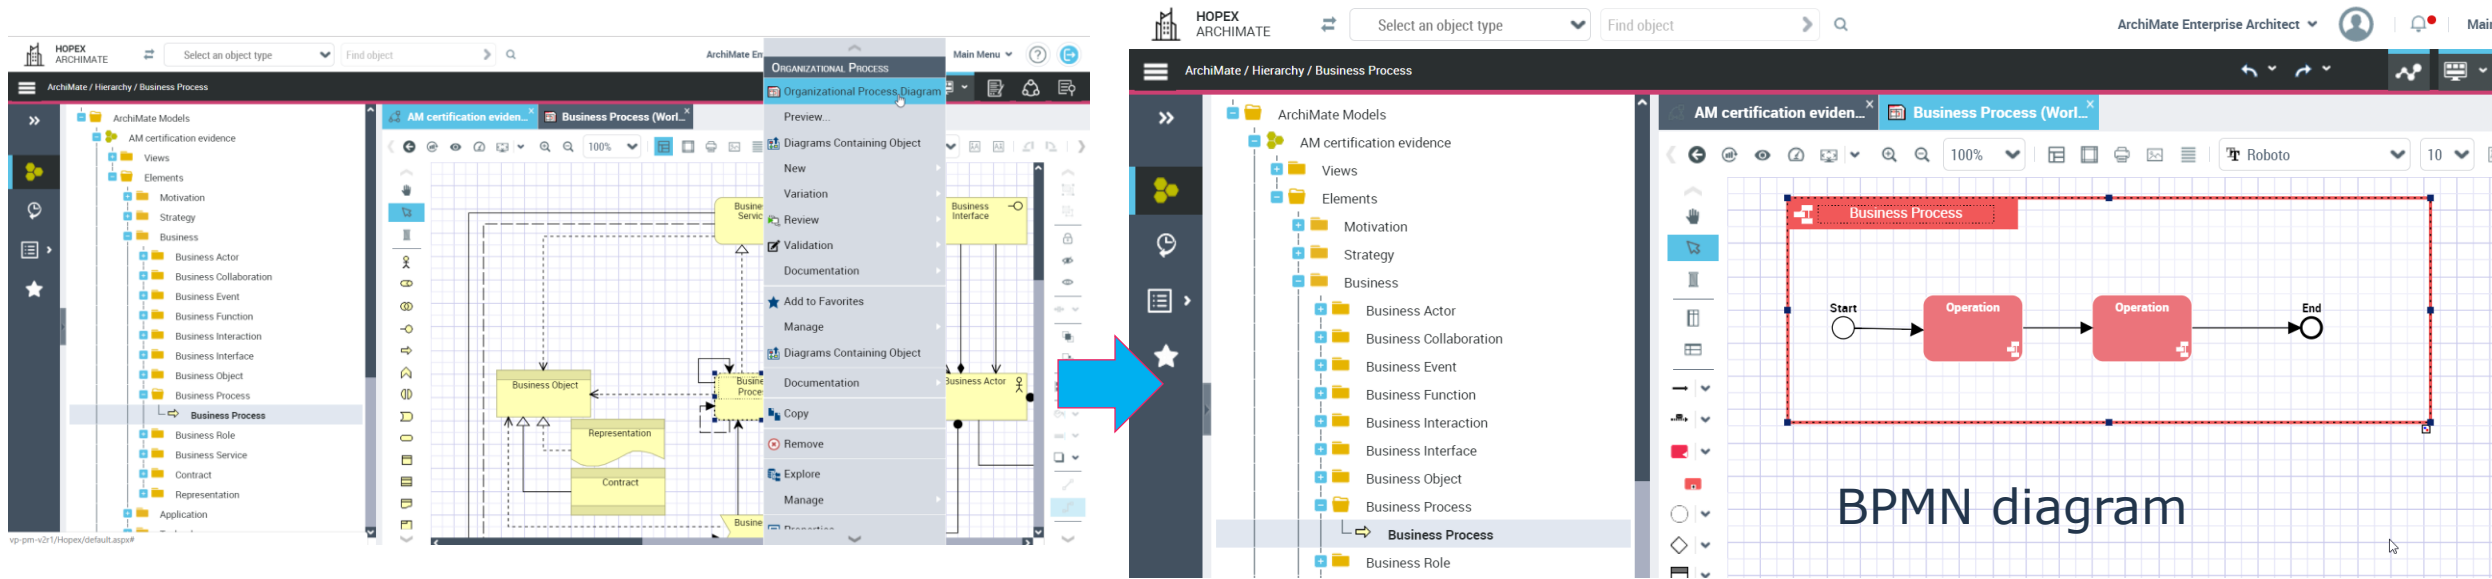 HOPEX
ARCHIMATE
Select an object type
Find object
ArchiMate En
Main Menu
?
ArchiMate / Hierarchy / Business Process
ArchiMate Models
AM certification evidence
Views
Elements
Motivation
Strategy
Business
Business Actor
Business Collaboration
Business Event
Business Function
Business Interaction
Business Interface
Business Object
Business Process
Business Process
Business Role
Business Service
Contract
Representation
Application
vp-pm-v2r1/Hopex/default.aspx#
AM certification eviden...
Business Process (Worl...
100%
Busine
Servic
Business
Interface
Business Object
Busine
Proce
Business Actor
Representation
Contract
Busine
ORGANIZATIONAL PROCESS
Organizational Process Diagram
Preview...
Diagrams Containing Object
New
Variation
Review
Validation
Documentation
Add to Favorites
Manage
Diagrams Containing Object
Documentation
Copy
Remove
Explore
Manage
Properties
HOPEX
ARCHIMATE
Select an object type
Find object
ArchiMate Enterprise Architect
Main
ArchiMate / Hierarchy / Business Process
ArchiMate Models
AM certification evidence
Views
Elements
Motivation
Strategy
Business
Business Actor
Business Collaboration
Business Event
Business Function
Business Interaction
Business Interface
Business Object
Business Process
Business Process
Business Role
AM certification eviden...
Business Process (Worl...
100%
Roboto
10
Business Process
Start
Operation
Operation
End
BPMN diagram